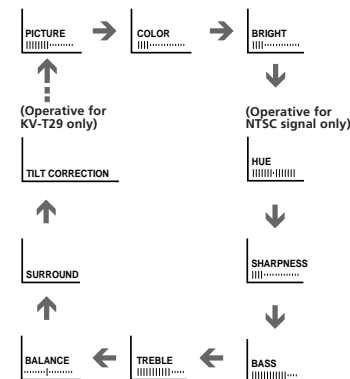 PICTURE
COLOR
BRIGHT
(Operative for
KV-T29 only)
(Operative for
NTSC signal only)
HUE
TILT CORRECTION
SHARPNESS
SURROUND
BALANCE
TREBLE
BASS